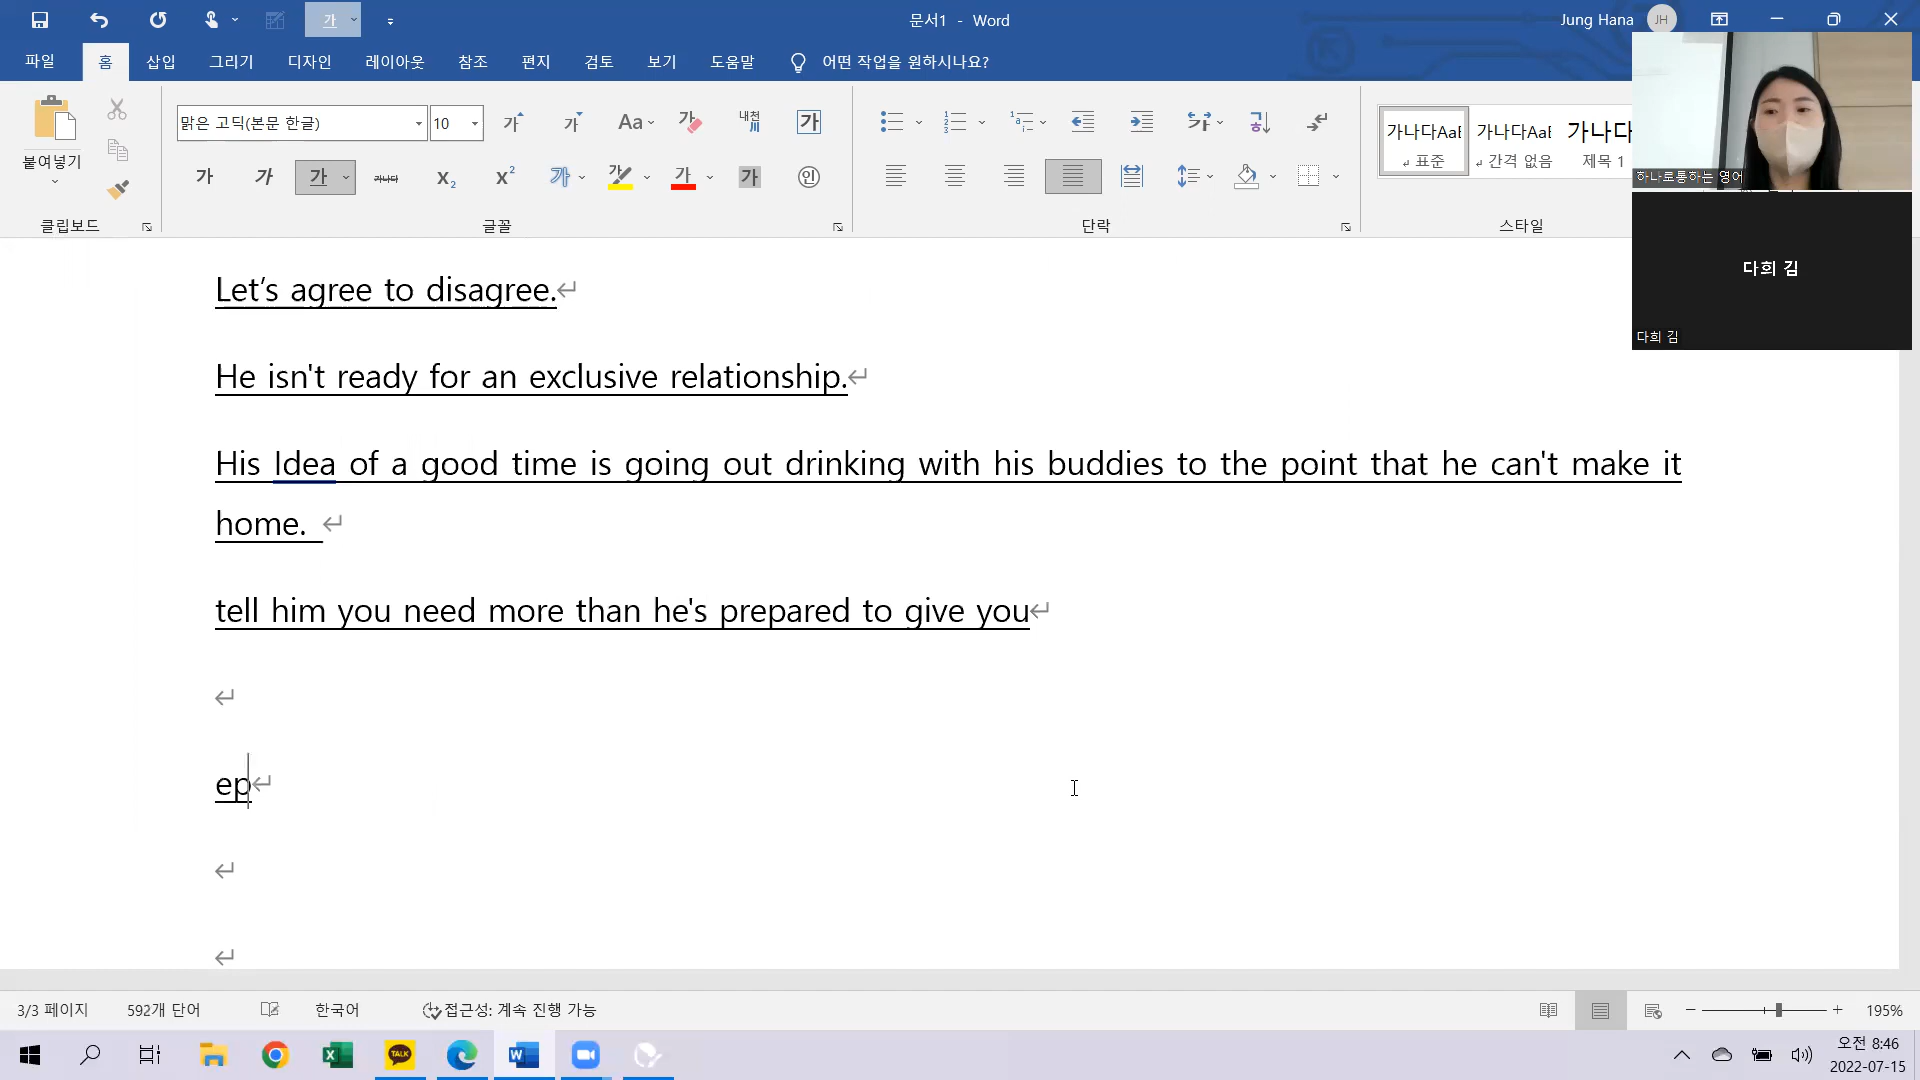 가
문서1 - Word
Jung Hana
JH
파일 홈 삽입 그리기 디자인 레이아웃 참조 편지 검토 보기 도움말 어떤 작업을 원하시나요?
붙여넣기
클립보드
맑은 고딕(본문 한글) 10
글꼴
단락
가나다AaB 가나다AaB 가나다
표준 간격 없음 제목 1
스타일
하나로통하는 영어
다희 김
다희 김
Let's agree to disagree.
He isn't ready for an exclusive relationship.
His Idea of a good time is going out drinking with his buddies to the point that he can't make it
home.
tell him you need more than he's prepared to give you
ep
3/3 페이지 592개 단어 한국어 접근성: 계속 진행 가능 195%
오전 8:46
2022-07-15